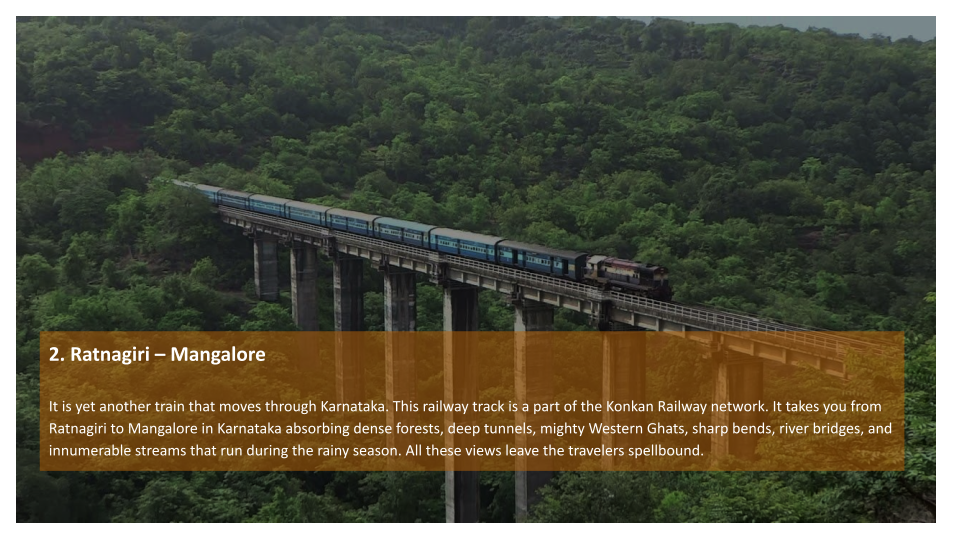 2. Ratnagiri – Mangalore
It is yet another train that moves through Karnataka. This railway track is a part of the Konkan Railway network. It takes you from
Ratnagiri to Mangalore in Karnataka absorbing dense forests, deep tunnels, mighty Western Ghats, sharp bends, river bridges, and
innumerable streams that run during the rainy season. All these views leave the travelers spellbound.